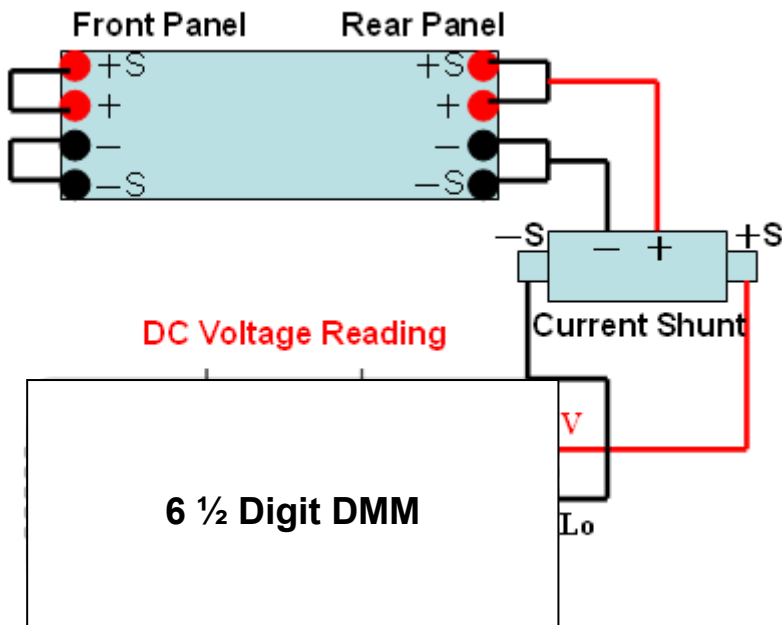 Front Panel Rear Panel
+S +S
+ +
− −
−S −S
−S − + +S
Current Shunt
DC Voltage Reading
V
6 ½ Digit DMM
Lo